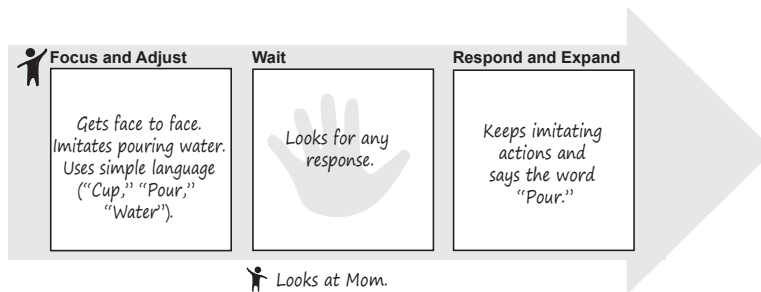 Focus and Adjust
Gets face to face.
Imitates pouring water.
Uses simple language
(“Cup,” “Pour,”
“Water”).
Wait
Looks for any
response.
Respond and Expand
Keeps imitating
actions and
says the word
“Pour.”
Looks at Mom.